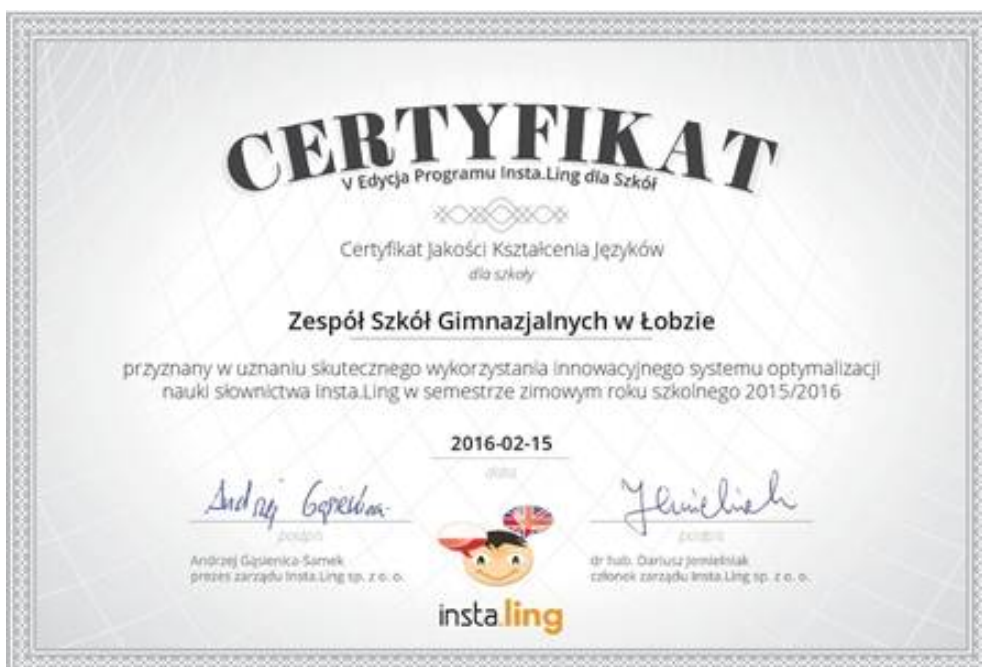 CERTYFIKAT
V Edycja Programu Insta.Ling dla Szkół
Certyfikat Jakości Kształcenia Języków
dla szkoły
Zespół Szkół Gimnazjalnych w Łobzie
przyznany w uznaniu skutecznego wykorzystania innowacyjnego systemu optymalizacji
nauki słownictwa Insta.Ling w semestrze zimowym roku szkolnego 2015/2016
2016-02-15
data
Andrzej Gąsienica
podpis
Andrzej Gąsienica-Samek
prezes zarządu Insta.Ling sp. z o. o.
Jemielniak
podpis
dr hab. Dariusz Jemielniak
członek zarządu Insta.Ling sp. z o. o.
insta.ling